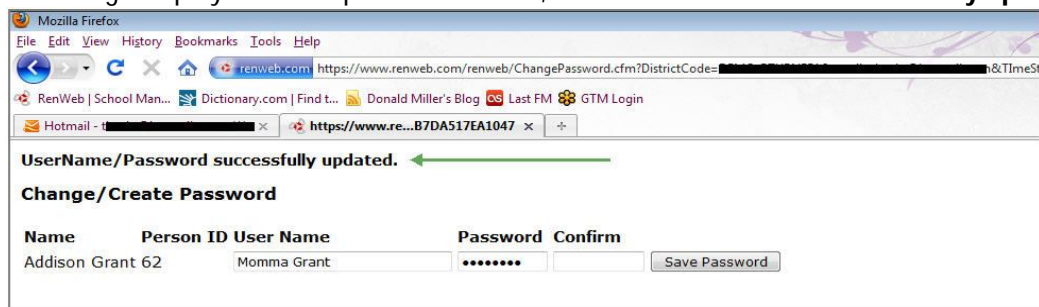 Mozilla Firefox
File Edit View History Bookmarks Tools Help
renweb.com https://www.renweb.com/renweb/ChangePassword.cfm?DistrictCode= n&TImeSt
RenWeb | School Man... Dictionary.com | Find t... Donald Miller's Blog Last FM GTM Login
Hotmail - t https://www.re...B7DA517EA1047
UserName/Password successfully updated.
Change/Create Password
Name Person ID User Name Password Confirm
Addison Grant 62 Momma Grant •••••••• Save Password